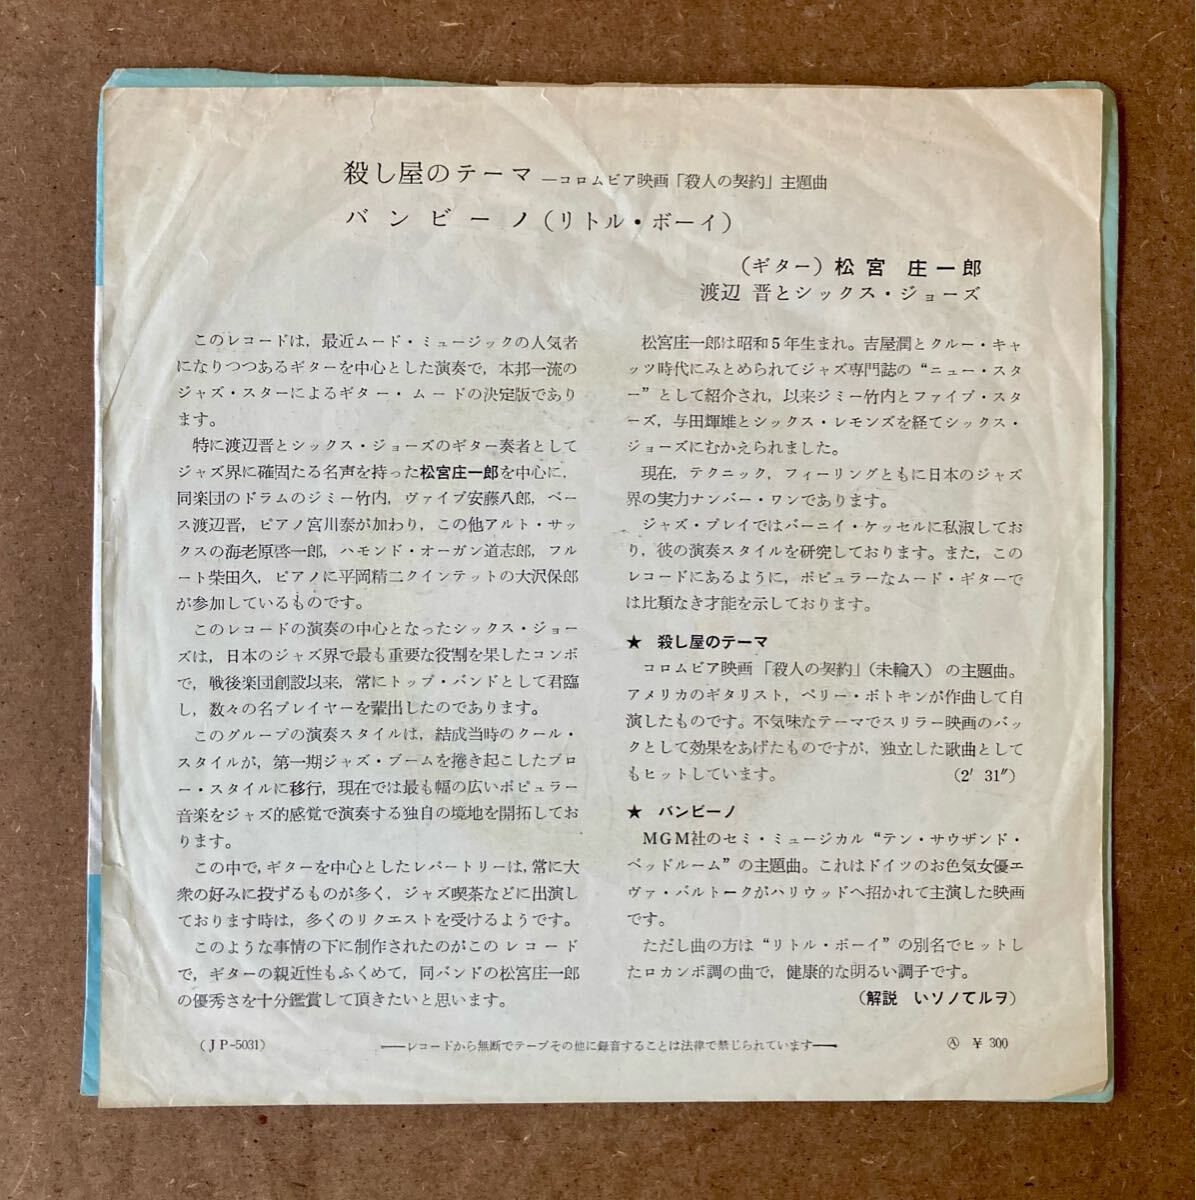 殺し屋のテーマ —コロムビア映画「殺人の契約」主題曲
バンビーノ(リトル・ボーイ)
(ギター) 松宮 庄一郎
渡辺 晋とシックス・ジョーズ
このレコードは，最近ムード・ミュージックの人気者
になりつつあるギターを中心とした演奏で，本邦一流の
ジャズ・スターによるギター・ムードの決定版であり
ます。
特に渡辺晋とシックス・ジョーズのギター奏者として
ジャズ界に確固たる名声を持った松宮庄一郎を中心に，
同楽団のドラムのジミー竹内，ヴァイブ安藤八郎，ベー
ス渡辺晋，ピアノ宮川泰が加わり，この他アルト・サッ
クスの海老原啓一郎，ハモンド・オーガン道志郎，フル
ート柴田久，ピアノに平岡精二クインテットの大沢保郎
が参加しているものです。
このレコードの演奏の中心となったシックス・ジョー
ズは，日本のジャズ界で最も重要な役割を果したコンボ
で，戦後楽団創設以来，常にトップ・バンドとして君臨
し，数々の名プレイヤーを輩出したのであります。
このグループの演奏スタイルは，結成当時のクール・
スタイルが，第一期ジャズ・ブームを捲き起こしたブロ
ー・スタイルに移行，現在では最も幅の広いポピュラー
音楽をジャズ的感覚で演奏する独自の境地を開拓してお
ります。
この中で，ギターを中心としたレパートリーは，常に大
衆の好みに投ずるものが多く，ジャズ喫茶などに出演し
ております時は，多くのリクエストを受けるようです。
このような事情の下に制作されたのがこのレコード
で，ギターの親近性もふくめて，同バンドの松宮庄一郎
の優秀さを十分鑑賞して頂きたいと思います。
松宮庄一郎は昭和5年生まれ。吉屋潤とクルー・キャ
ッツ時代にみとめられてジャズ専門誌の“ニュー・スタ
ー”として紹介され，以来ジミー竹内とファイブ・スタ
ーズ，与田輝雄とシックス・レモンズを経てシックス・
ジョーズにむかえられました。
現在，テクニック，フィーリングともに日本のジャズ
界の実力ナンバー・ワンであります。
ジャズ・プレイではバーニイ・ケッセルに私淑してお
り，彼の演奏スタイルを研究しております。また，この
レコードにあるように，ポピュラーなムード・ギターで
は比類なき才能を示しております。
★ 殺し屋のテーマ
コロムビア映画「殺人の契約」(未輸入)の主題曲。
アメリカのギタリスト，ペリー・ボトキンが作曲して自
演したものです。不気味なテーマでスリラー映画のバッ
クとして効果をあげたものですが，独立した歌曲として
もヒットしています。 (2′ 31″)
★ バンビーノ
MGM社のセミ・ミュージカル“テン・サウザンド・
ベッドルーム”の主題曲。これはドイツのお色気女優エ
ヴァ・バルトークがハリウッドへ招かれて主演した映画
です。
ただし曲の方は“リトル・ボーイ”の別名でヒットし
たロカンボ調の曲で，健康的な明るい調子です。
(解説 いソノてルヲ)
(JP-5031) ——レコードから無断でテープその他に録音することは法律で禁じられています—— Ⓐ ¥ 300